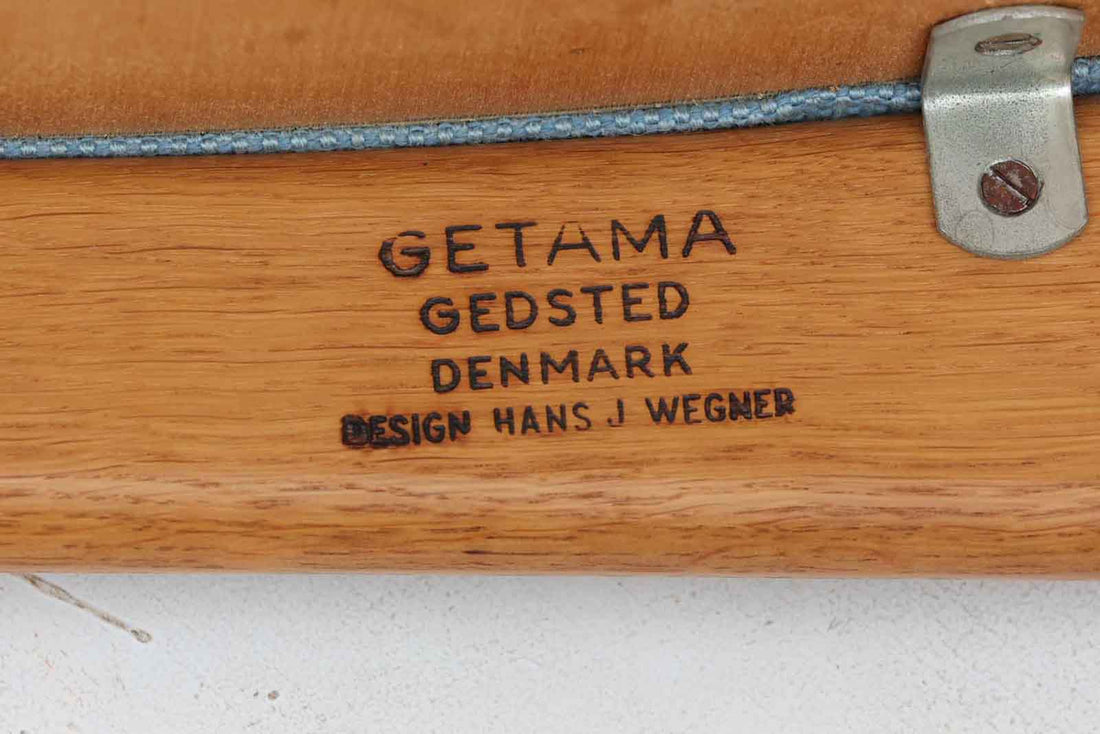 GETAMA
GEDSTED
DENMARK
DESIGN HANS J WEGNER